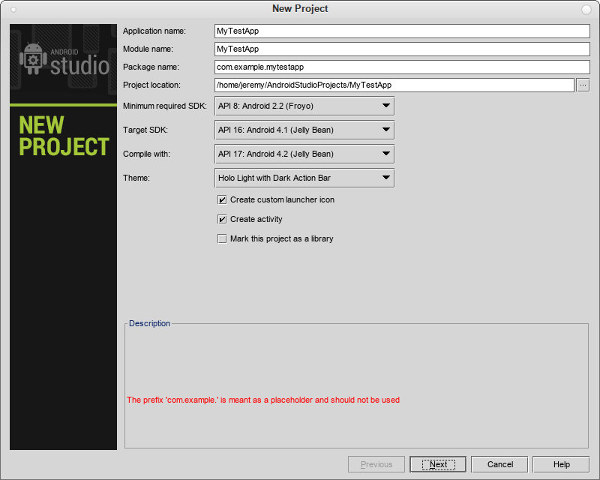 New Project
ANDROID
studio
NEW
PROJECT
Application name: MyTestApp
Module name: MyTestApp
Package name: com.example.mytestapp
Project location: /home/jeremy/AndroidStudioProjects/MyTestApp ...
Minimum required SDK: API 8: Android 2.2 (Froyo)
Target SDK: API 16: Android 4.1 (Jelly Bean)
Compile with: API 17: Android 4.2 (Jelly Bean)
Theme: Holo Light with Dark Action Bar
Create custom launcher icon
Create activity
Mark this project as a library
Description
The prefix 'com.example.' is meant as a placeholder and should not be used
Previous Next Cancel Help